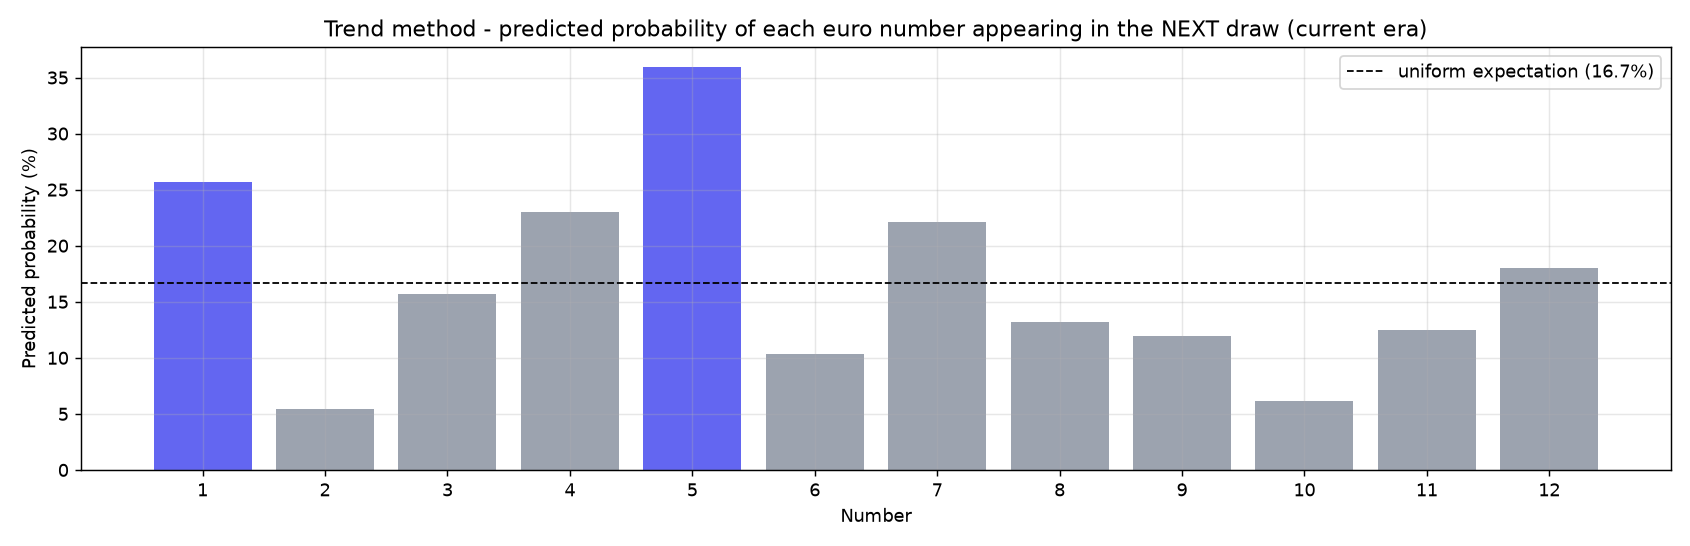 Trend method - predicted probability of each euro number appearing in the NEXT draw (current era)
uniform expectation (16.7%)
Predicted probability (%)
35
30
25
20
15
10
5
0
1 2 3 4 5 6 7 8 9 10 11 12
Number